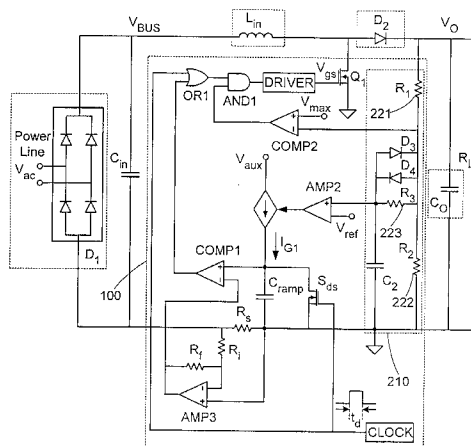 V_BUS
L_in
D_2
V_O
V_gs
Q_1
OR1
AND1
DRIVER
R_1
221
V_max
COMP2
Power
Line
V_ac
C_in
V_aux
D_3
D_4
AMP2
R_3
R_L
C_O
V_ref
223
I_G1
COMP1
R_2
D_1
C_ramp
S_ds
C_2
222
100
R_s
R_f
R_i
210
AMP3
t_d
CLOCK